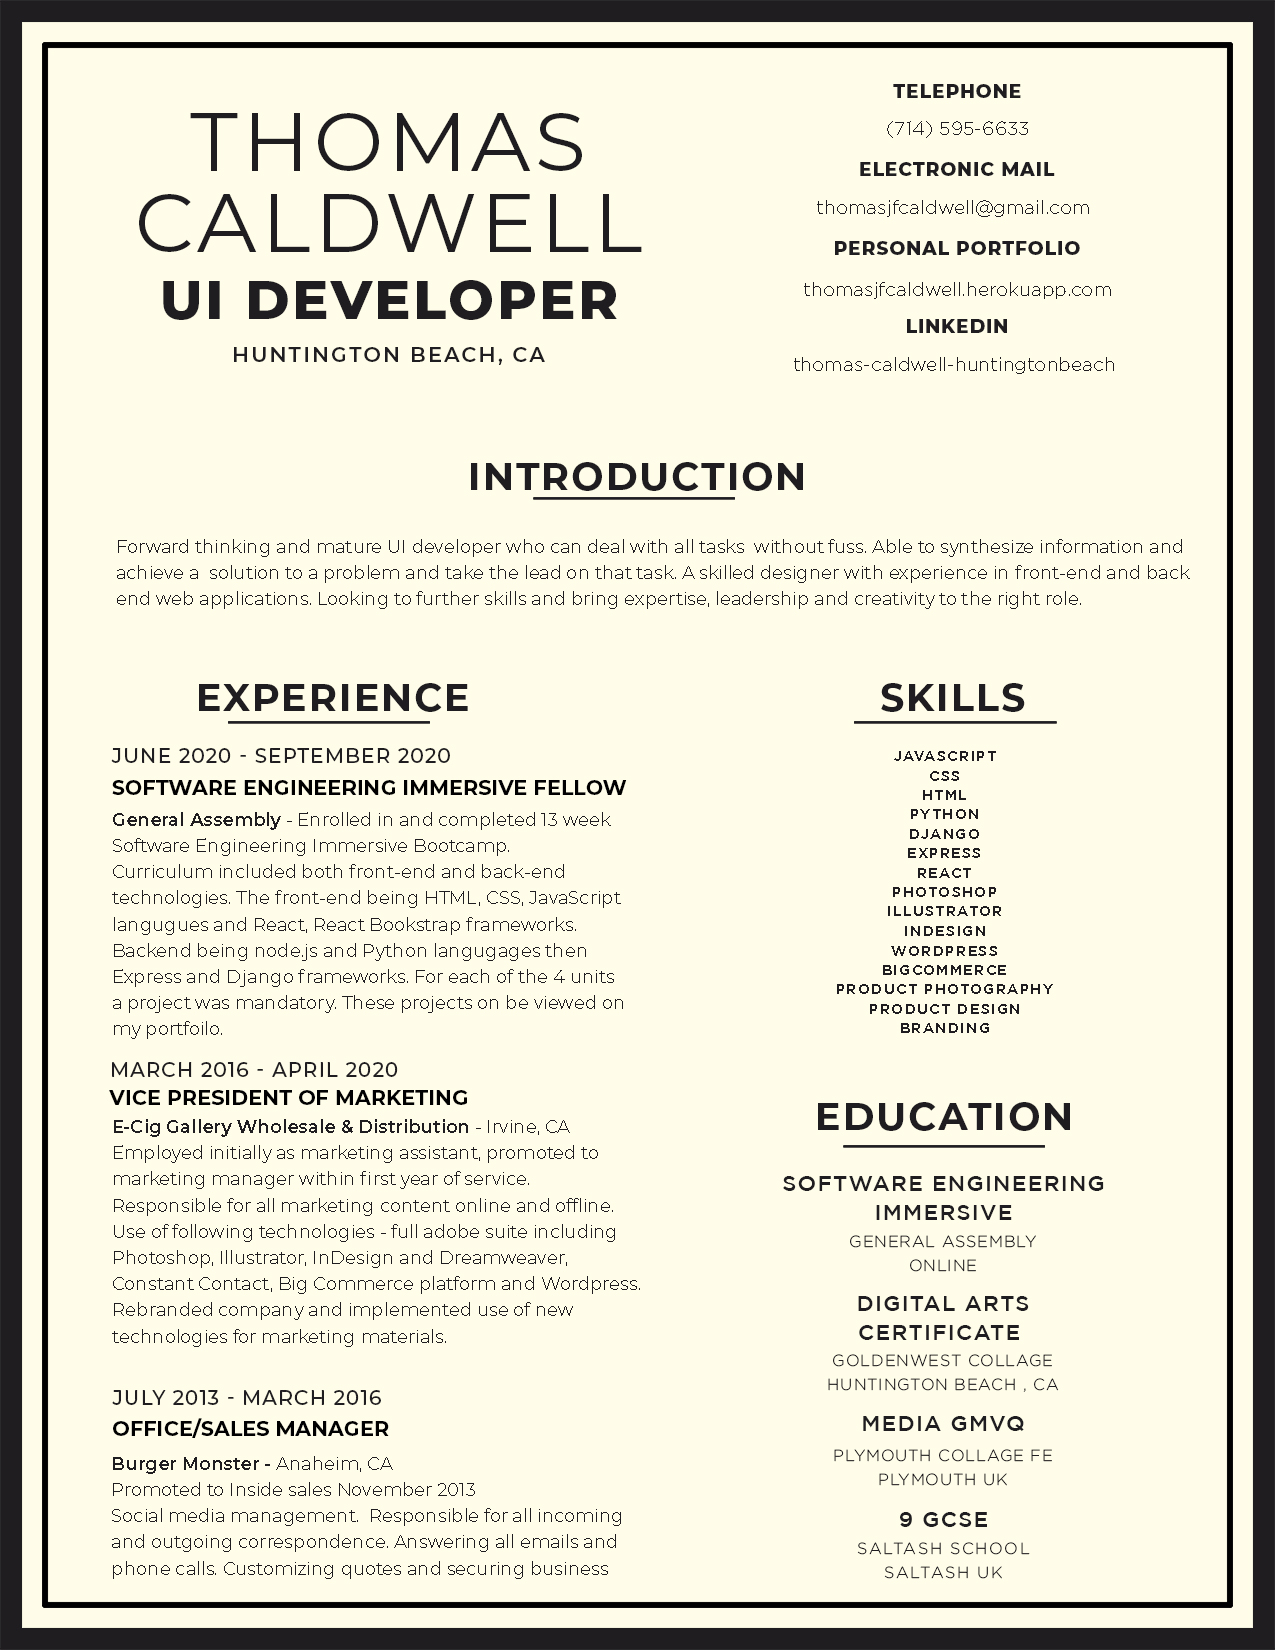 THOMAS
CALDWELL
UI DEVELOPER
HUNTINGTON BEACH, CA
TELEPHONE
(714) 595-6633
ELECTRONIC MAIL
thomasjfcaldwell@gmail.com
PERSONAL PORTFOLIO
thomasjfcaldwell.herokuapp.com
LINKEDIN
thomas-caldwell-huntingtonbeach
INTRODUCTION
Forward thinking and mature UI developer who can deal with all tasks without fuss. Able to synthesize information and
achieve a solution to a problem and take the lead on that task. A skilled designer with experience in front-end and back
end web applications. Looking to further skills and bring expertise, leadership and creativity to the right role.
EXPERIENCE
JUNE 2020 - SEPTEMBER 2020
SOFTWARE ENGINEERING IMMERSIVE FELLOW
General Assembly - Enrolled in and completed 13 week
Software Engineering Immersive Bootcamp.
Curriculum included both front-end and back-end
technologies. The front-end being HTML, CSS, JavaScript
langugues and React, React Bookstrap frameworks.
Backend being node.js and Python langugages then
Express and Django frameworks. For each of the 4 units
a project was mandatory. These projects on be viewed on
my portfoilo.
MARCH 2016 - APRIL 2020
VICE PRESIDENT OF MARKETING
E-Cig Gallery Wholesale & Distribution - Irvine, CA
Employed initially as marketing assistant, promoted to
marketing manager within first year of service.
Responsible for all marketing content online and offline.
Use of following technologies - full adobe suite including
Photoshop, Illustrator, InDesign and Dreamweaver,
Constant Contact, Big Commerce platform and Wordpress.
Rebranded company and implemented use of new
technologies for marketing materials.
JULY 2013 - MARCH 2016
OFFICE/SALES MANAGER
Burger Monster - Anaheim, CA
Promoted to Inside sales November 2013
Social media management. Responsible for all incoming
and outgoing correspondence. Answering all emails and
phone calls. Customizing quotes and securing business
SKILLS
JAVASCRIPT
CSS
HTML
PYTHON
DJANGO
EXPRESS
REACT
PHOTOSHOP
ILLUSTRATOR
INDESIGN
WORDPRESS
BIGCOMMERCE
PRODUCT PHOTOGRAPHY
PRODUCT DESIGN
BRANDING
EDUCATION
SOFTWARE ENGINEERING
IMMERSIVE
GENERAL ASSEMBLY
ONLINE
DIGITAL ARTS
CERTIFICATE
GOLDENWEST COLLAGE
HUNTINGTON BEACH , CA
MEDIA GMVQ
PLYMOUTH COLLAGE FE
PLYMOUTH UK
9 GCSE
SALTASH SCHOOL
SALTASH UK